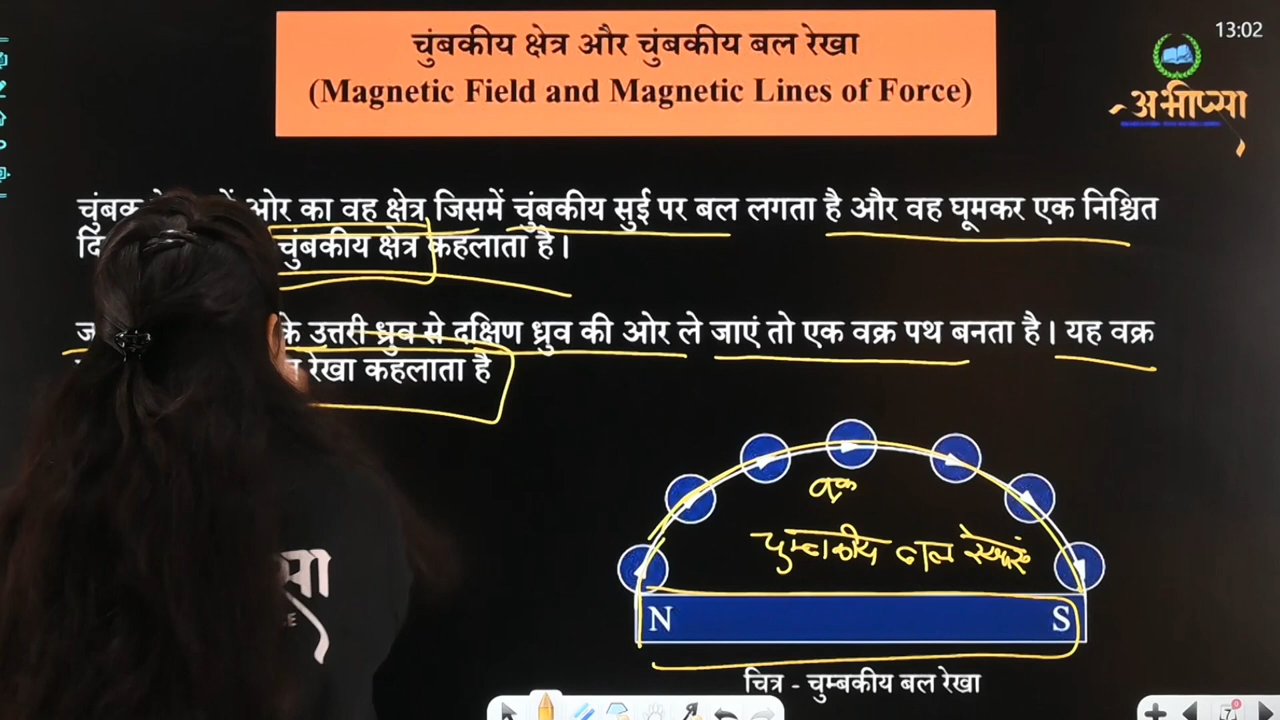 चुंबकीय क्षेत्र और चुंबकीय बल रेखा
(Magnetic Field and Magnetic Lines of Force)
13:02
अभीप्सा
ओर का वह क्षेत्र जिसमें चुंबकीय सुई पर बल लगता है और वह घूमकर एक निश्चित
चुंबकीय क्षेत्र कहलाता है।
के उत्तरी ध्रुव से दक्षिण ध्रुव की ओर ले जाएं तो एक वक्र पथ बनता है। यह वक्र
रेखा कहलाता है
वक्र
चुम्बकीय बल रेखाएं
N S
चित्र - चुम्बकीय बल रेखा
7